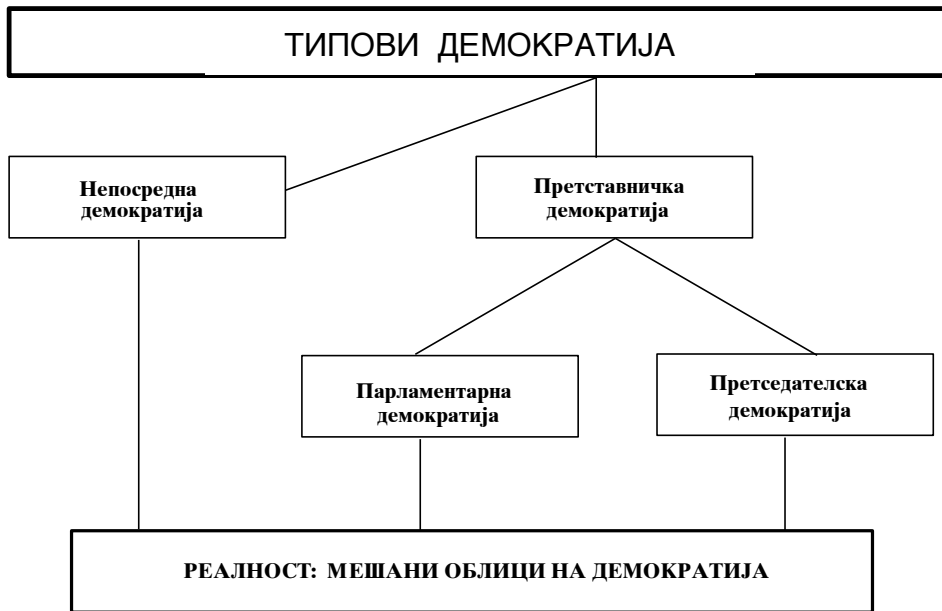 ТИПОВИ ДЕМОКРАТИЈА
Непосредна
демократија
Претставничка
демократија
Парламентарна
демократија
Претседателска
демократија
РЕАЛНОСТ: МЕШАНИ ОБЛИЦИ НА ДЕМОКРАТИЈА